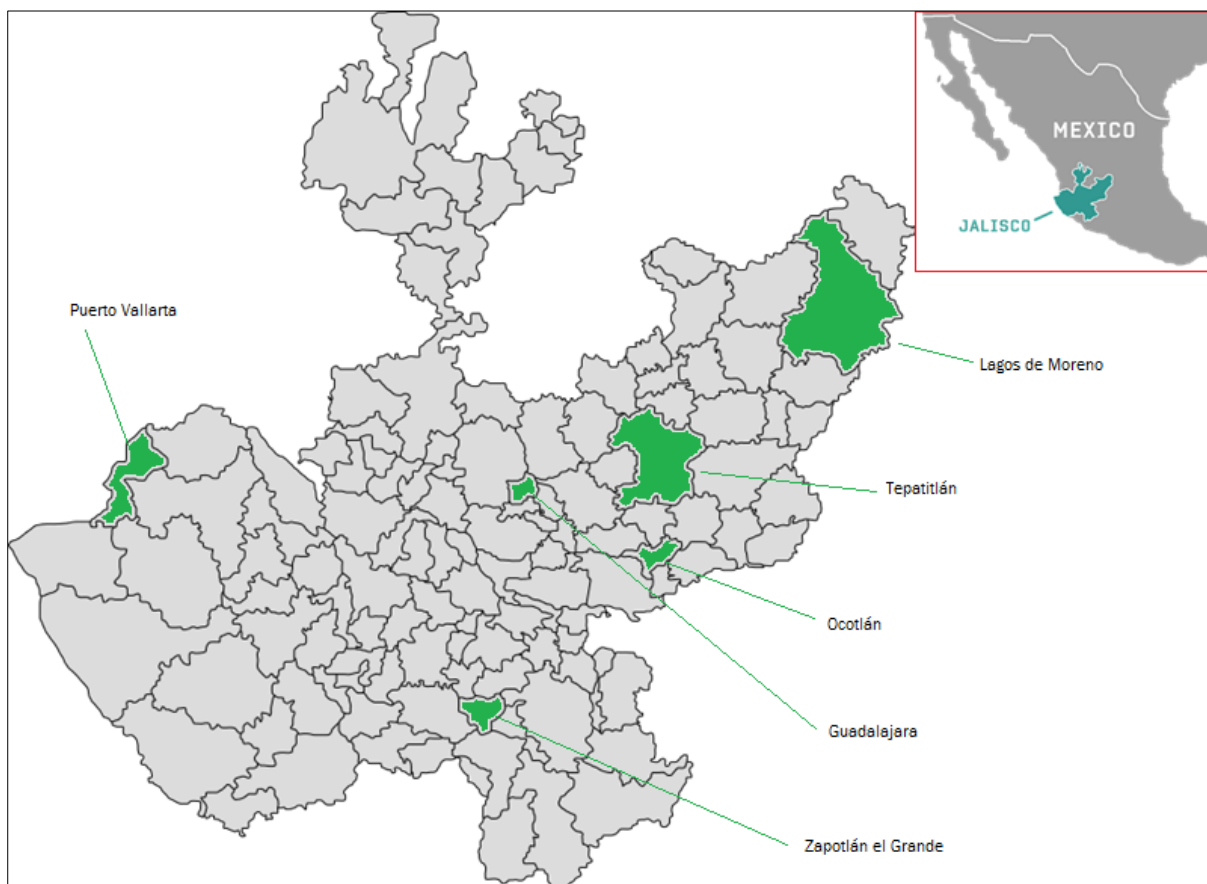 MEXICO
JALISCO
Puerto Vallarta
Lagos de Moreno
Tepatitlán
Ocotlán
Guadalajara
Zapotlán el Grande